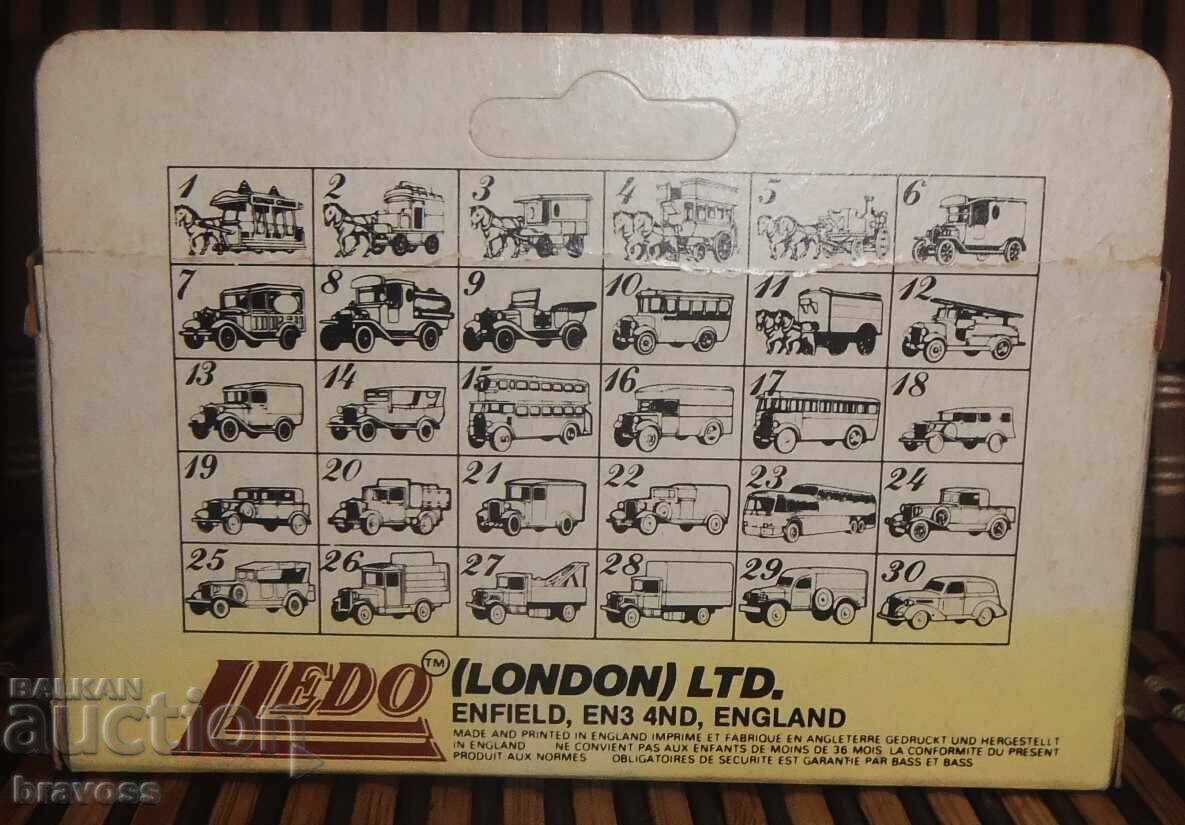 1 2 3 4 5 6
7 8 9 10 11 12
13 14 15 16 17 18
19 20 21 22 23 24
25 26 27 28 29 30
LLEDO™ (LONDON) LTD.
ENFIELD, EN3 4ND, ENGLAND
MADE AND PRINTED IN ENGLAND IMPRIME ET FABRIQUE EN ANGLETERRE GEDRUCKT UND HERGESTELLT
IN ENGLAND NE CONVIENT PAS AUX ENFANTS DE MOINS DE 36 MOIS LA CONFORMITE DU PRESENT
PRODUIT AUX NORMES OBLIGATOIRES DE SECURITE EST GARANTIE PAR BASS ET BASS
BALKAN
auction
bravoss